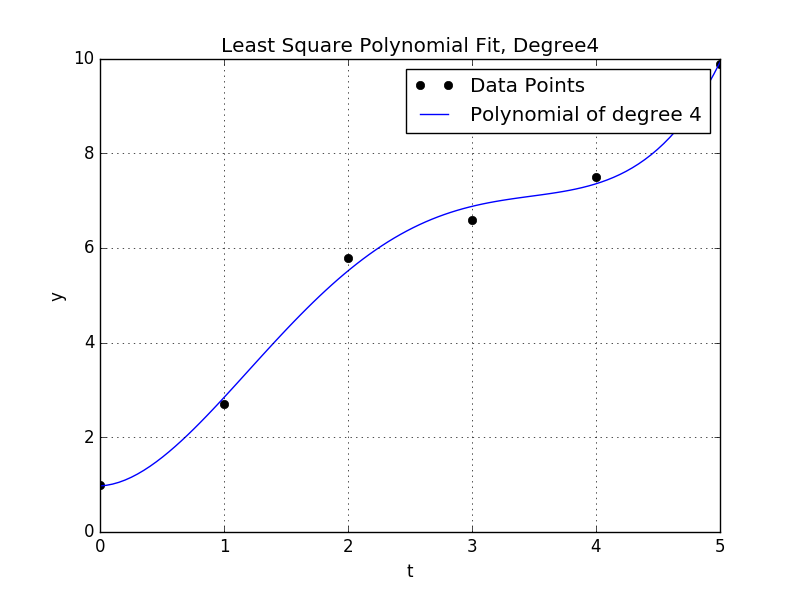 Least Square Polynomial Fit, Degree4
Data Points
Polynomial of degree 4
10
8
6
4
2
0
y
0 1 2 3 4 5
t